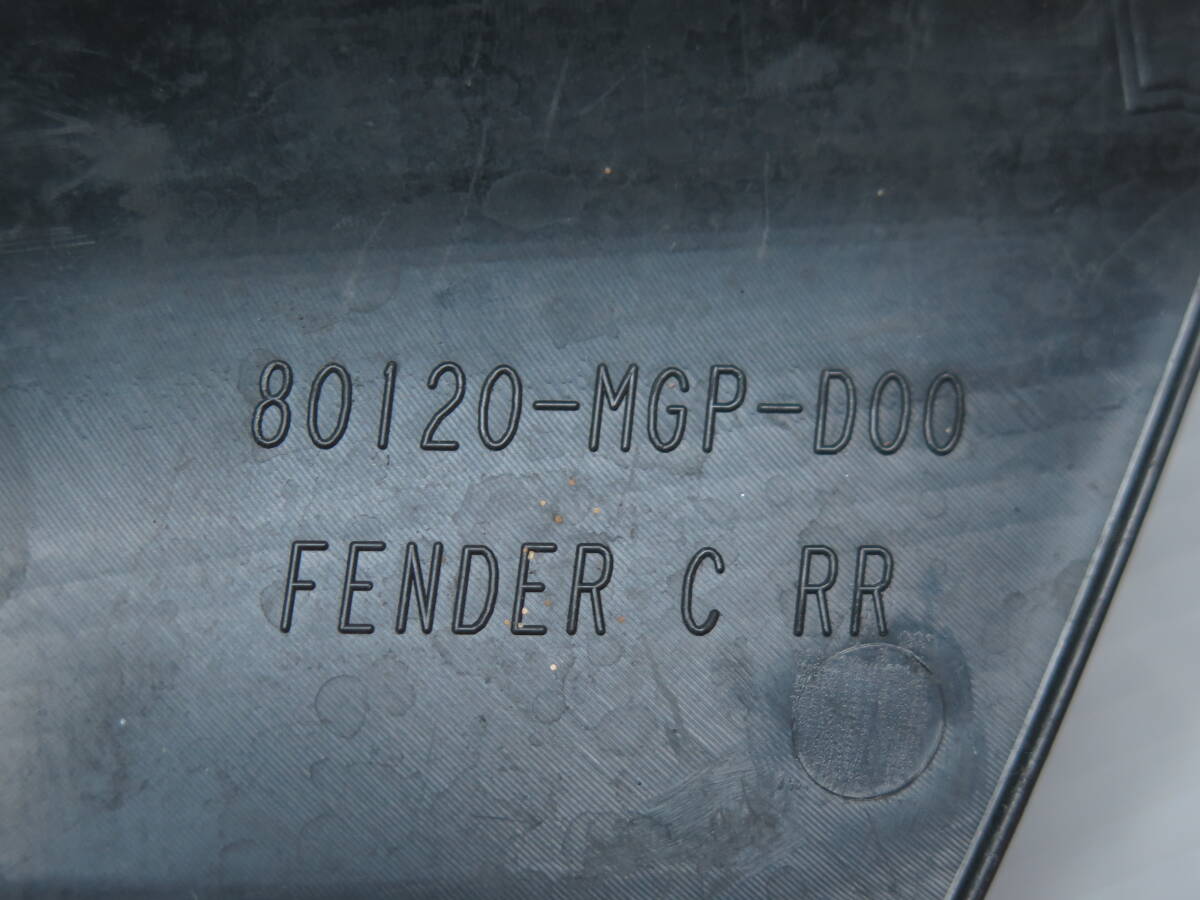 80120-MGP-D00
FENDER C RR